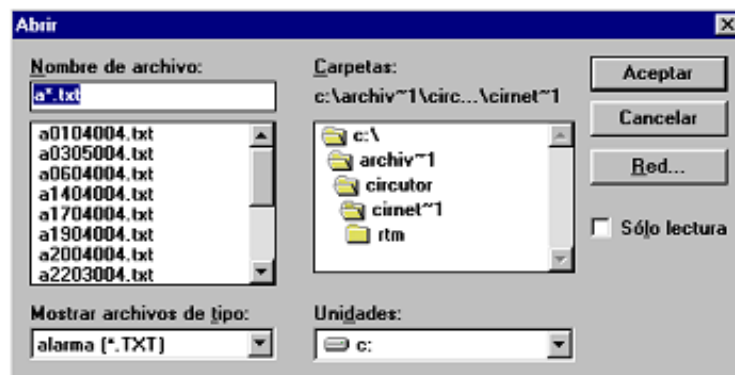 Abrir
Nombre de archivo:
a*.txt
a0104004.txt
a0305004.txt
a0604004.txt
a1404004.txt
a1704004.txt
a1904004.txt
a2004004.txt
a2203004.txt
Mostrar archivos de tipo:
alarma (*.TXT)
Carpetas:
c:\archiv~1\circ...\cirnet~1
c:\
archiv~1
circutor
cirnet~1
rtm
Unidades:
c:
Aceptar
Cancelar
Red...
Sólo lectura